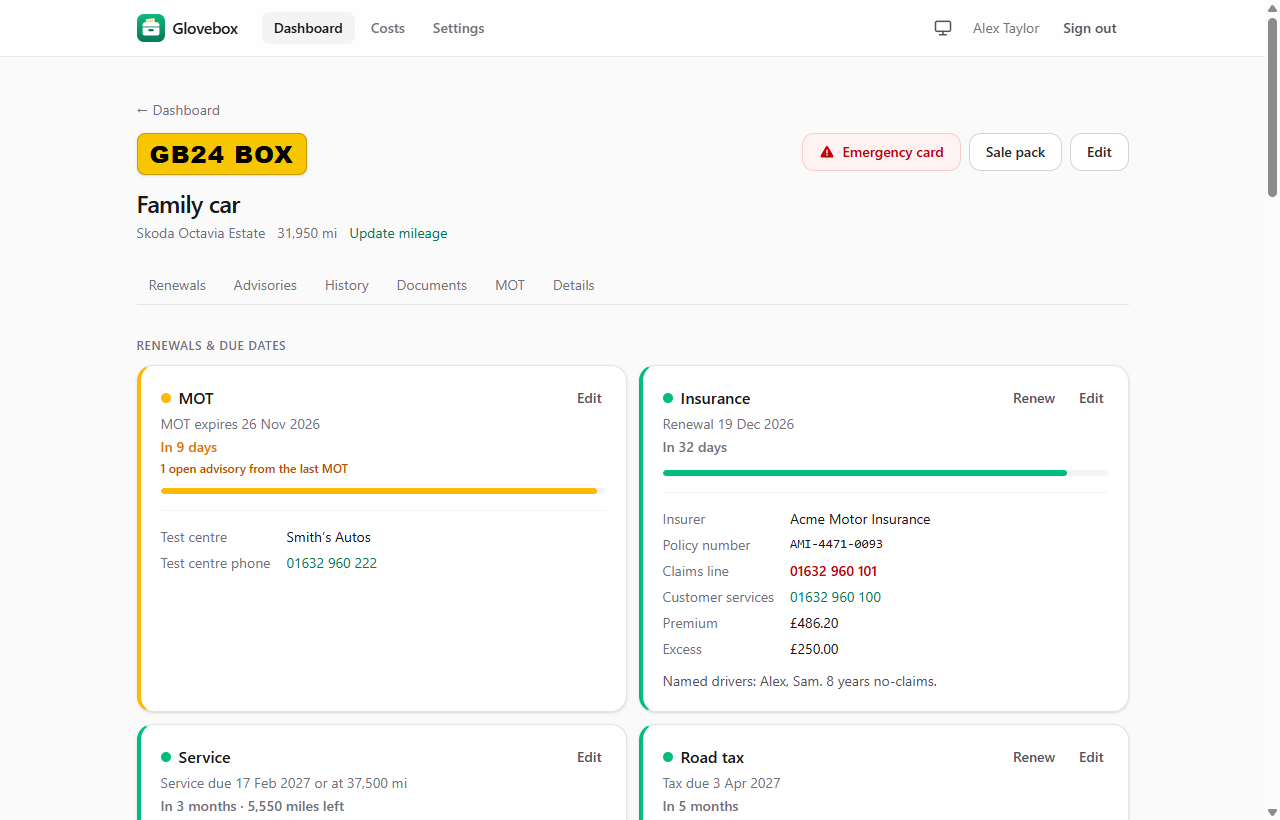 Glovebox Dashboard Costs Settings Alex Taylor Sign out
← Dashboard
GB24 BOX
Emergency card Sale pack Edit
Family car
Skoda Octavia Estate 31,950 mi Update mileage
Renewals Advisories History Documents MOT Details
RENEWALS & DUE DATES
MOT Edit
MOT expires 26 Nov 2026
In 9 days
1 open advisory from the last MOT
Test centre Smith's Autos
Test centre phone 01632 960 222
Insurance Renew Edit
Renewal 19 Dec 2026
In 32 days
Insurer Acme Motor Insurance
Policy number AMI-4471-0093
Claims line 01632 960 101
Customer services 01632 960 100
Premium £486.20
Excess £250.00
Named drivers: Alex, Sam. 8 years no-claims.
Service Edit
Service due 17 Feb 2027 or at 37,500 mi
In 3 months · 5,550 miles left
Road tax Renew Edit
Tax due 3 Apr 2027
In 5 months